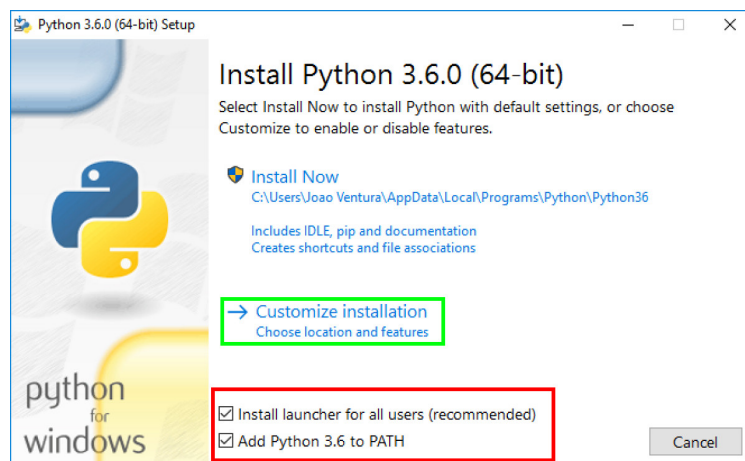 Python 3.6.0 (64-bit) Setup
Install Python 3.6.0 (64-bit)
Select Install Now to install Python with default settings, or choose
Customize to enable or disable features.
Install Now
C:\Users\Joao Ventura\AppData\Local\Programs\Python\Python36
Includes IDLE, pip and documentation
Creates shortcuts and file associations
Customize installation
Choose location and features
python
for
windows
Install launcher for all users (recommended)
Add Python 3.6 to PATH
Cancel